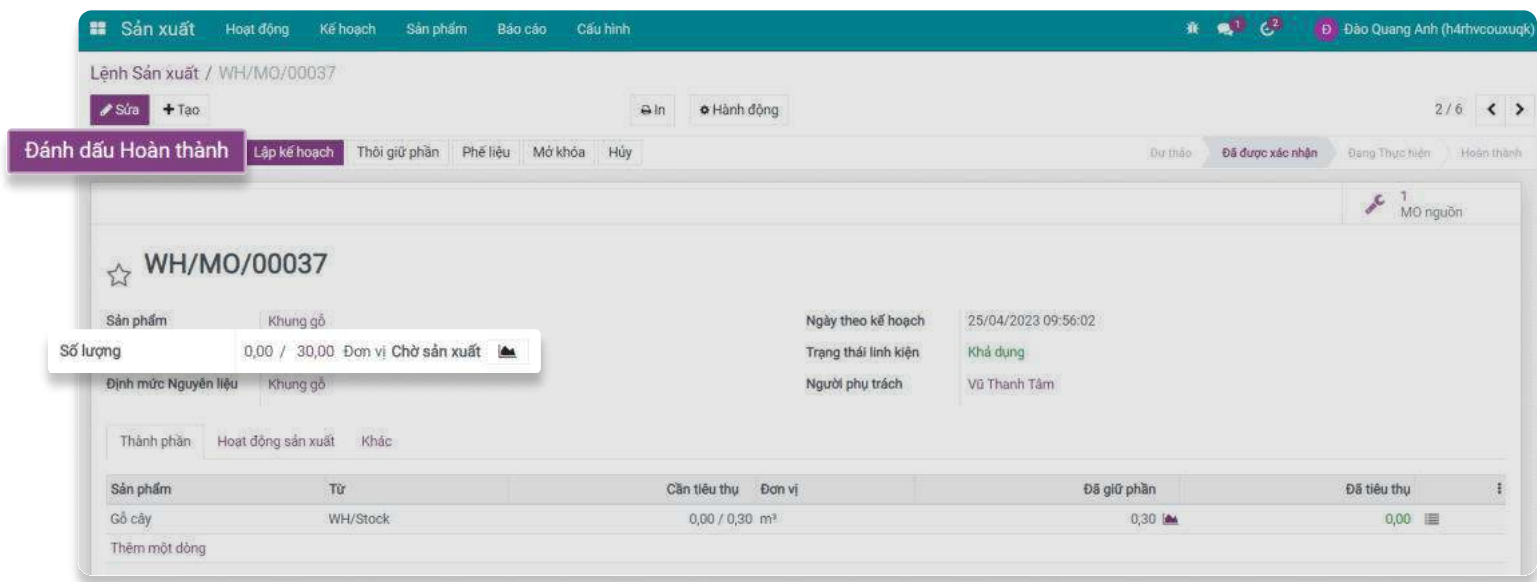 Sản xuất Hoạt động Kế hoạch Sản phẩm Báo cáo Cấu hình 1 2 Đ Đào Quang Anh (h4rhvcouxuqk)
Lệnh Sản xuất / WH/MO/00037
Sửa Tạo In Hành động 2 / 6
Đánh dấu Hoàn thành Lập kế hoạch Thôi giữ phần Phế liệu Mở khóa Hủy Dự thảo Đã được xác nhận Đang Thực hiện Hoàn thành
1
MO nguồn
WH/MO/00037
Sản phẩm Khung gỗ Ngày theo kế hoạch 25/04/2023 09:56:02
Số lượng 0,00 / 30,00 Đơn vị Chờ sản xuất Trạng thái linh kiện Khả dụng
Định mức Nguyên liệu Khung gỗ Người phụ trách Vũ Thanh Tâm
Thành phần Hoạt động sản xuất Khác
Sản phẩm Từ Cần tiêu thụ Đơn vị Đã giữ phần Đã tiêu thụ
Gỗ cây WH/Stock 0,00 / 0,30 m³ 0,30 0,00
Thêm một dòng